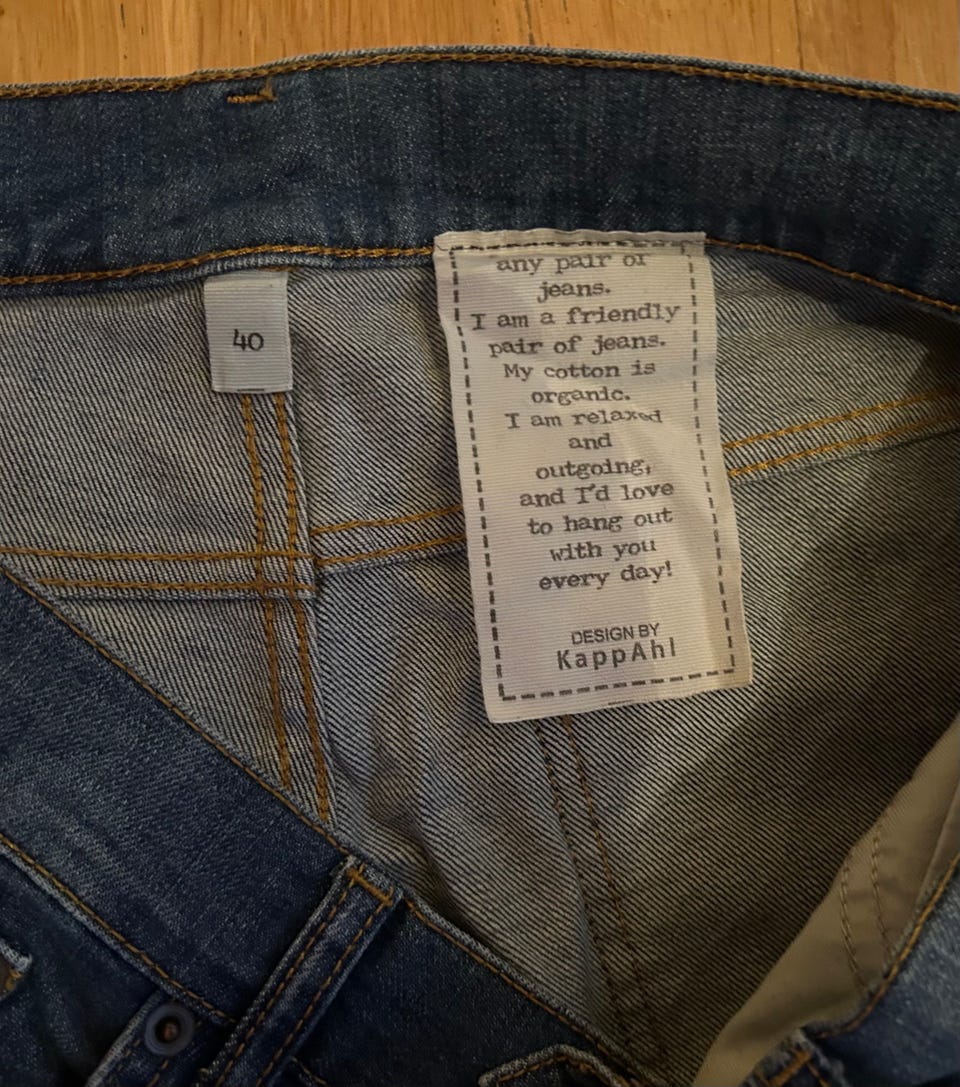 40
any pair of
jeans.
I am a friendly
pair of jeans.
My cotton is
organic.
I am relaxed
and
outgoing,
and I'd love
to hang out
with you
every day!
DESIGN BY
KappAhl